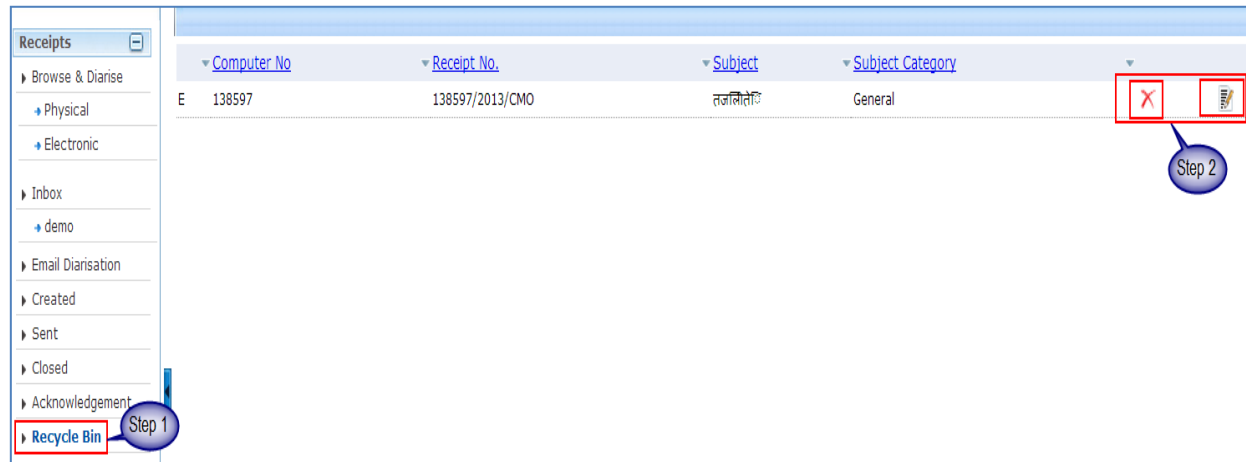 Receipts
Browse & Diarise
Physical
Electronic
Inbox
demo
Email Diarisation
Created
Sent
Closed
Acknowledgement
Recycle Bin
Step 1
Computer No Receipt No. Subject Subject Category
E 138597 138597/2013/CMO General
Step 2